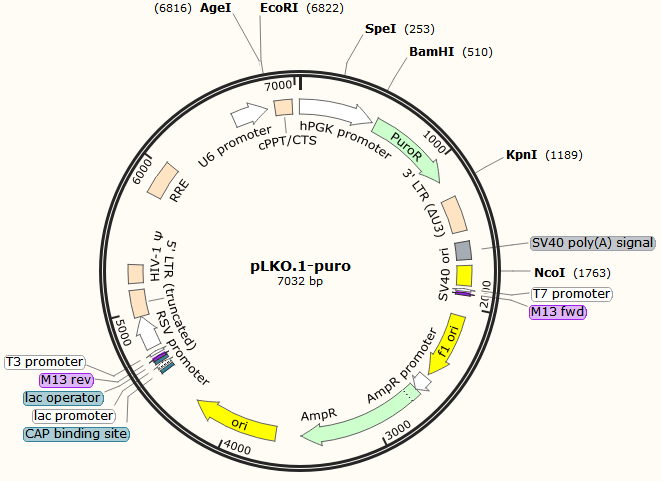 (6816) AgeI
EcoRI (6822)
SpeI (253)
BamHI (510)
KpnI (1189)
NcoI (1763)
7000
1000
2000
3000
4000
5000
6000
hPGK promoter
PuroR
3' LTR (ΔU3)
SV40 poly(A) signal
SV40 ori
T7 promoter
M13 fwd
f1 ori
AmpR promoter
AmpR
ori
CAP binding site
lac promoter
lac operator
M13 rev
T3 promoter
RSV promoter
5' LTR (truncated)
HIV-1 Ψ
RRE
U6 promoter
cPPT/CTS
pLKO.1-puro
7032 bp